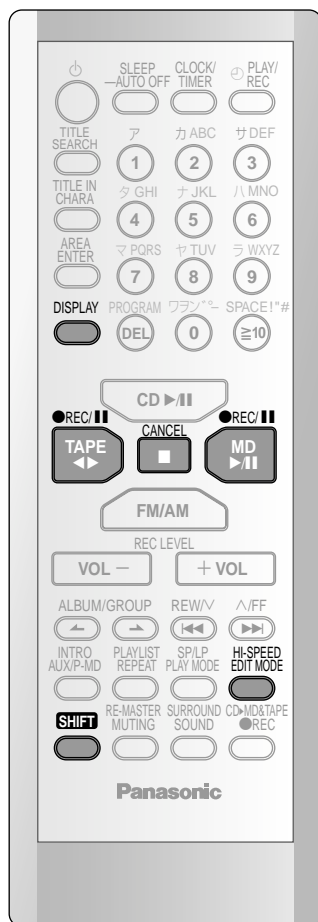 SLEEP CLOCK/ PLAY/
—AUTO OFF TIMER REC
TITLE
SEARCH
ア カ ABC サ DEF
1 2 3
TITLE IN
CHARA
タ GHI ナ JKL ハ MNO
4 5 6
AREA
ENTER
マ PQRS ヤ TUV ラ WXYZ
7 8 9
DISPLAY PROGRAM ワヲン゛゜− SPACE!"#
DEL 0 ≧10
CD ▶/❙❙
●REC/❙❙ CANCEL ●REC/❙❙
TAPE ◀▶ ■ MD ▶/❙❙
FM/AM
REC LEVEL
VOL − + VOL
ALBUM/GROUP REW/∨ ∧/FF
INTRO PLAYLIST SP/LP HI-SPEED
AUX/P-MD REPEAT PLAY MODE EDIT MODE
SHIFT RE-MASTER SURROUND CD▶MD&TAPE
MUTING SOUND ●REC
Panasonic